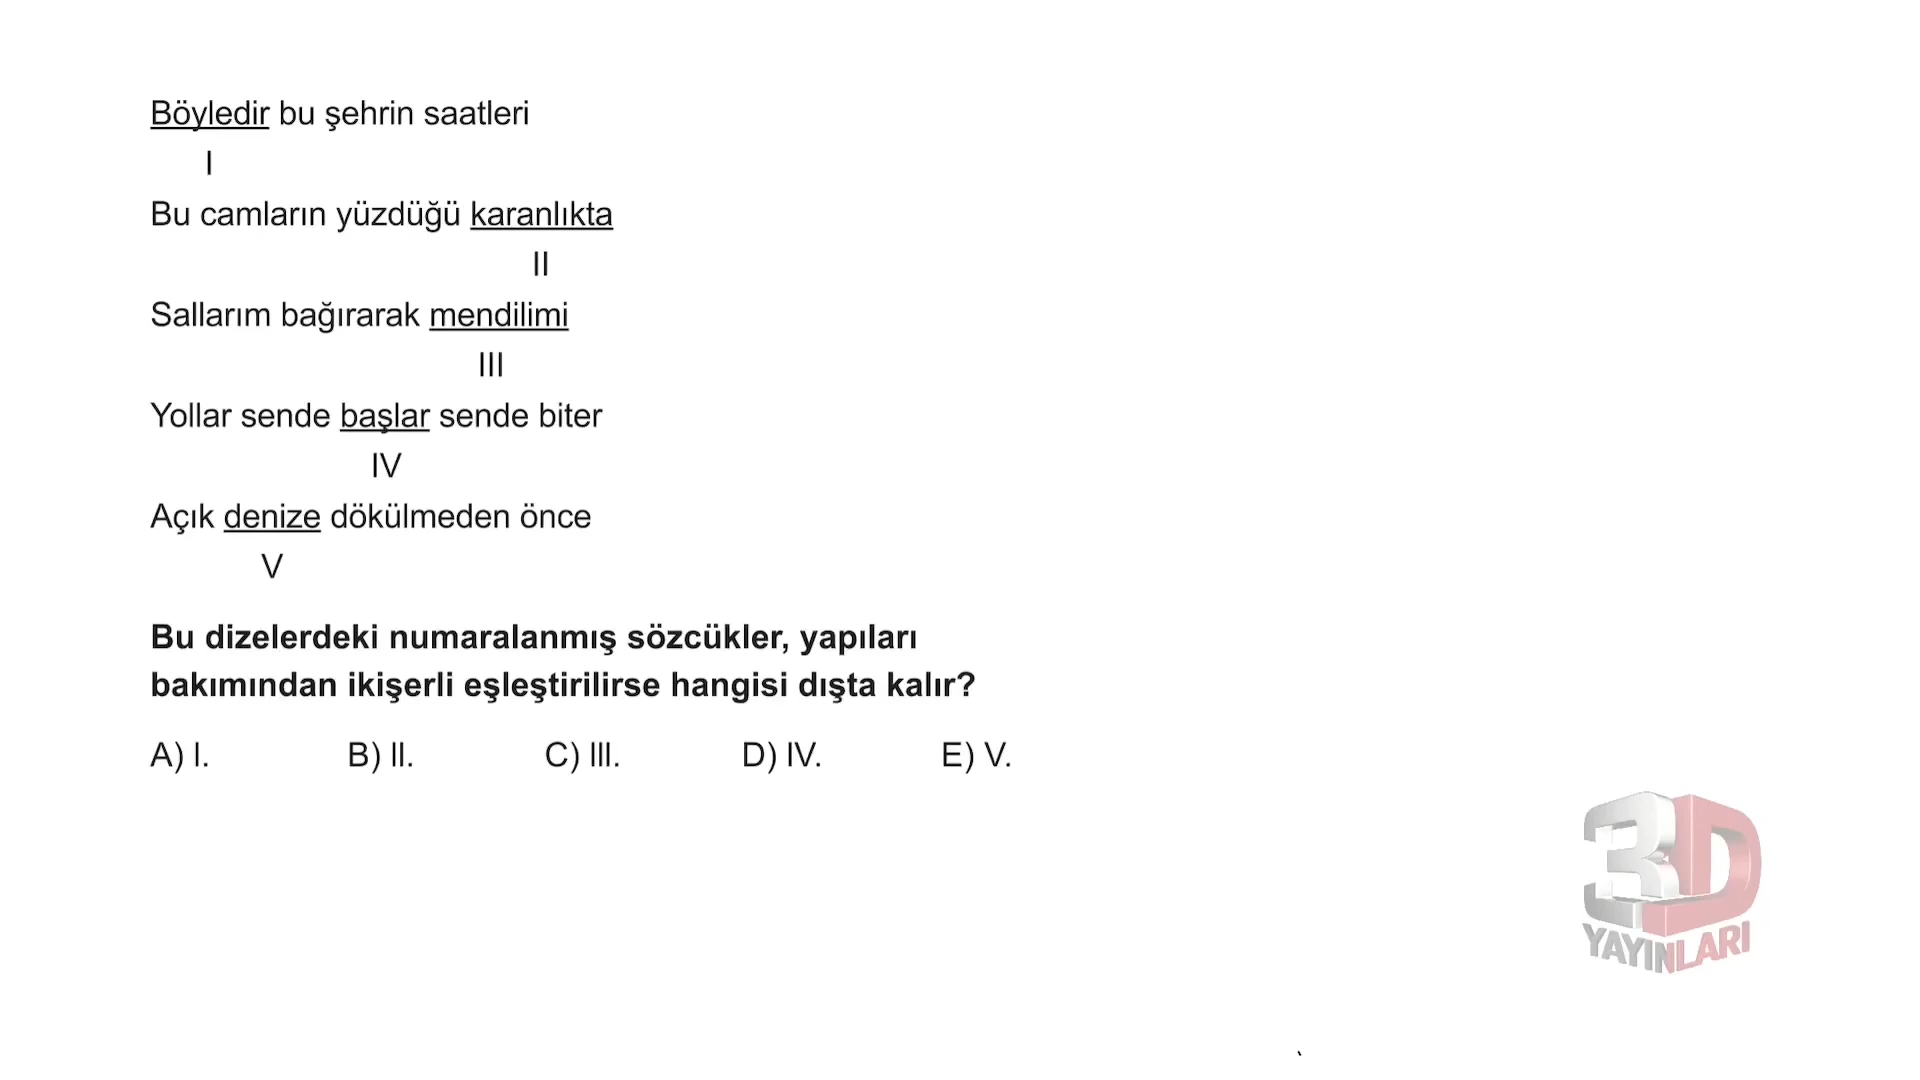 Böyledir bu şehrin saatleri
I
Bu camların yüzdüğü karanlıkta
II
Sallarım bağırarak mendilimi
III
Yollar sende başlar sende biter
IV
Açık denize dökülmeden önce
V
Bu dizelerdeki numaralanmış sözcükler, yapıları
bakımından ikişerli eşleştirilirse hangisi dışta kalır?
A) I. B) II. C) III. D) IV. E) V.
3D
YAYINLARI